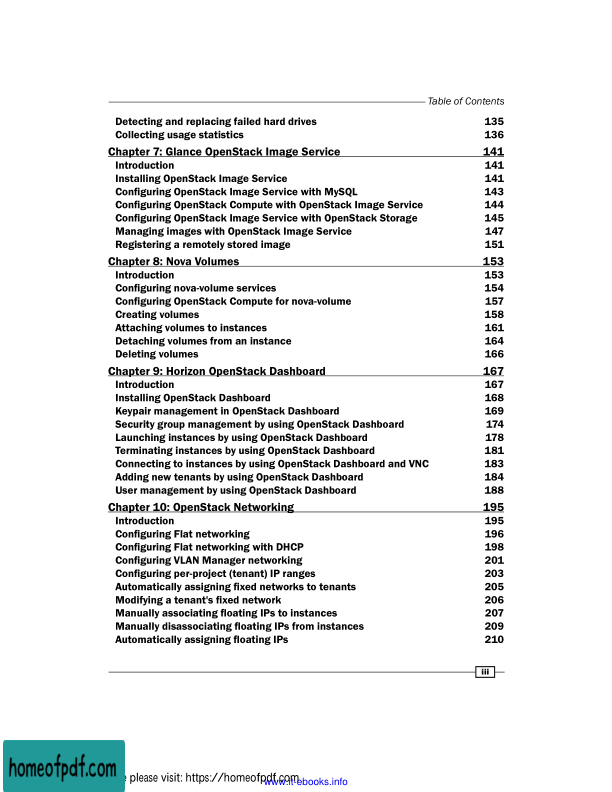 Table of Contents
Detecting and replacing failed hard drives 135
Collecting usage statistics 136
Chapter 7: Glance OpenStack Image Service 141
Introduction 141
Installing OpenStack Image Service 141
Configuring OpenStack Image Service with MySQL 143
Configuring OpenStack Compute with OpenStack Image Service 144
Configuring OpenStack Image Service with OpenStack Storage 145
Managing images with OpenStack Image Service 147
Registering a remotely stored image 151
Chapter 8: Nova Volumes 153
Introduction 153
Configuring nova-volume services 154
Configuring OpenStack Compute for nova-volume 157
Creating volumes 158
Attaching volumes to instances 161
Detaching volumes from an instance 164
Deleting volumes 166
Chapter 9: Horizon OpenStack Dashboard 167
Introduction 167
Installing OpenStack Dashboard 168
Keypair management in OpenStack Dashboard 169
Security group management by using OpenStack Dashboard 174
Launching instances by using OpenStack Dashboard 178
Terminating instances by using OpenStack Dashboard 181
Connecting to instances by using OpenStack Dashboard and VNC 183
Adding new tenants by using OpenStack Dashboard 184
User management by using OpenStack Dashboard 188
Chapter 10: OpenStack Networking 195
Introduction 195
Configuring Flat networking 196
Configuring Flat networking with DHCP 198
Configuring VLAN Manager networking 201
Configuring per-project (tenant) IP ranges 203
Automatically assigning fixed networks to tenants 205
Modifying a tenant's fixed network 206
Manually associating floating IPs to instances 207
Manually disassociating floating IPs from instances 209
Automatically assigning floating IPs 210
iii
homeofpdf.com
please visit: https://homeofpdf.com
www.it-ebooks.info